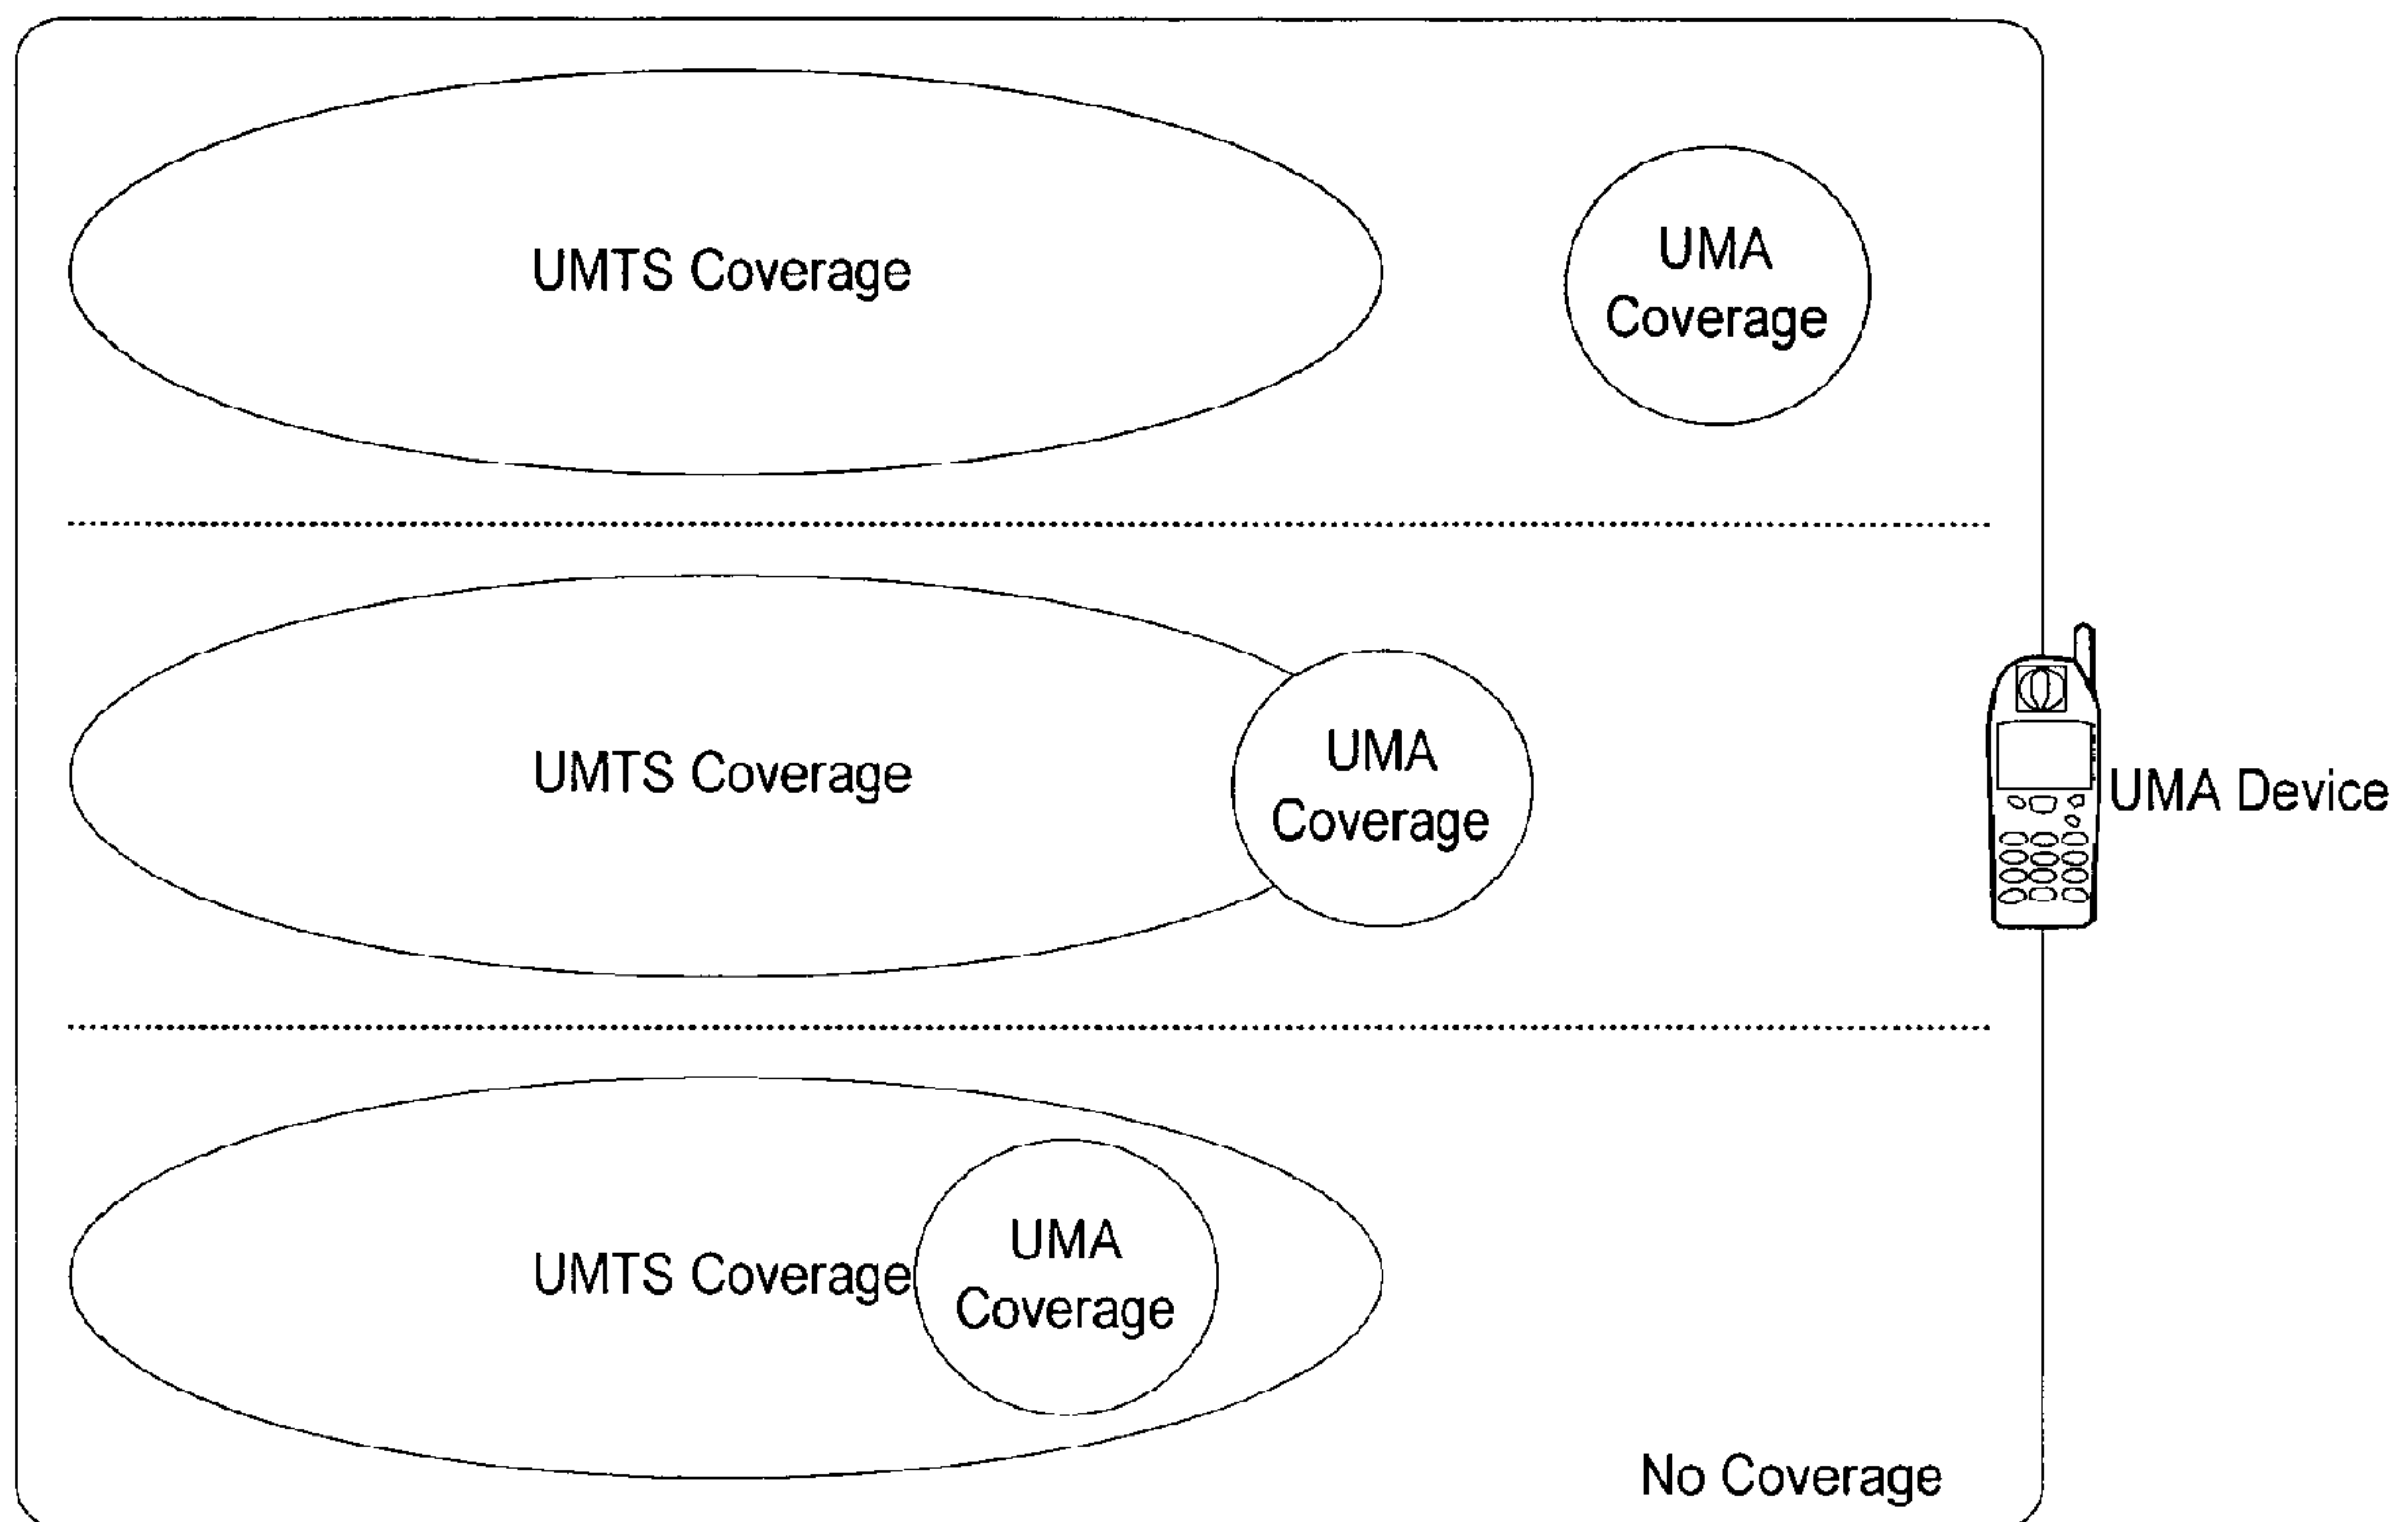 UMTS Coverage
UMA
Coverage
UMTS Coverage
UMA
Coverage
UMA Device
UMTS Coverage
UMA
Coverage
No Coverage